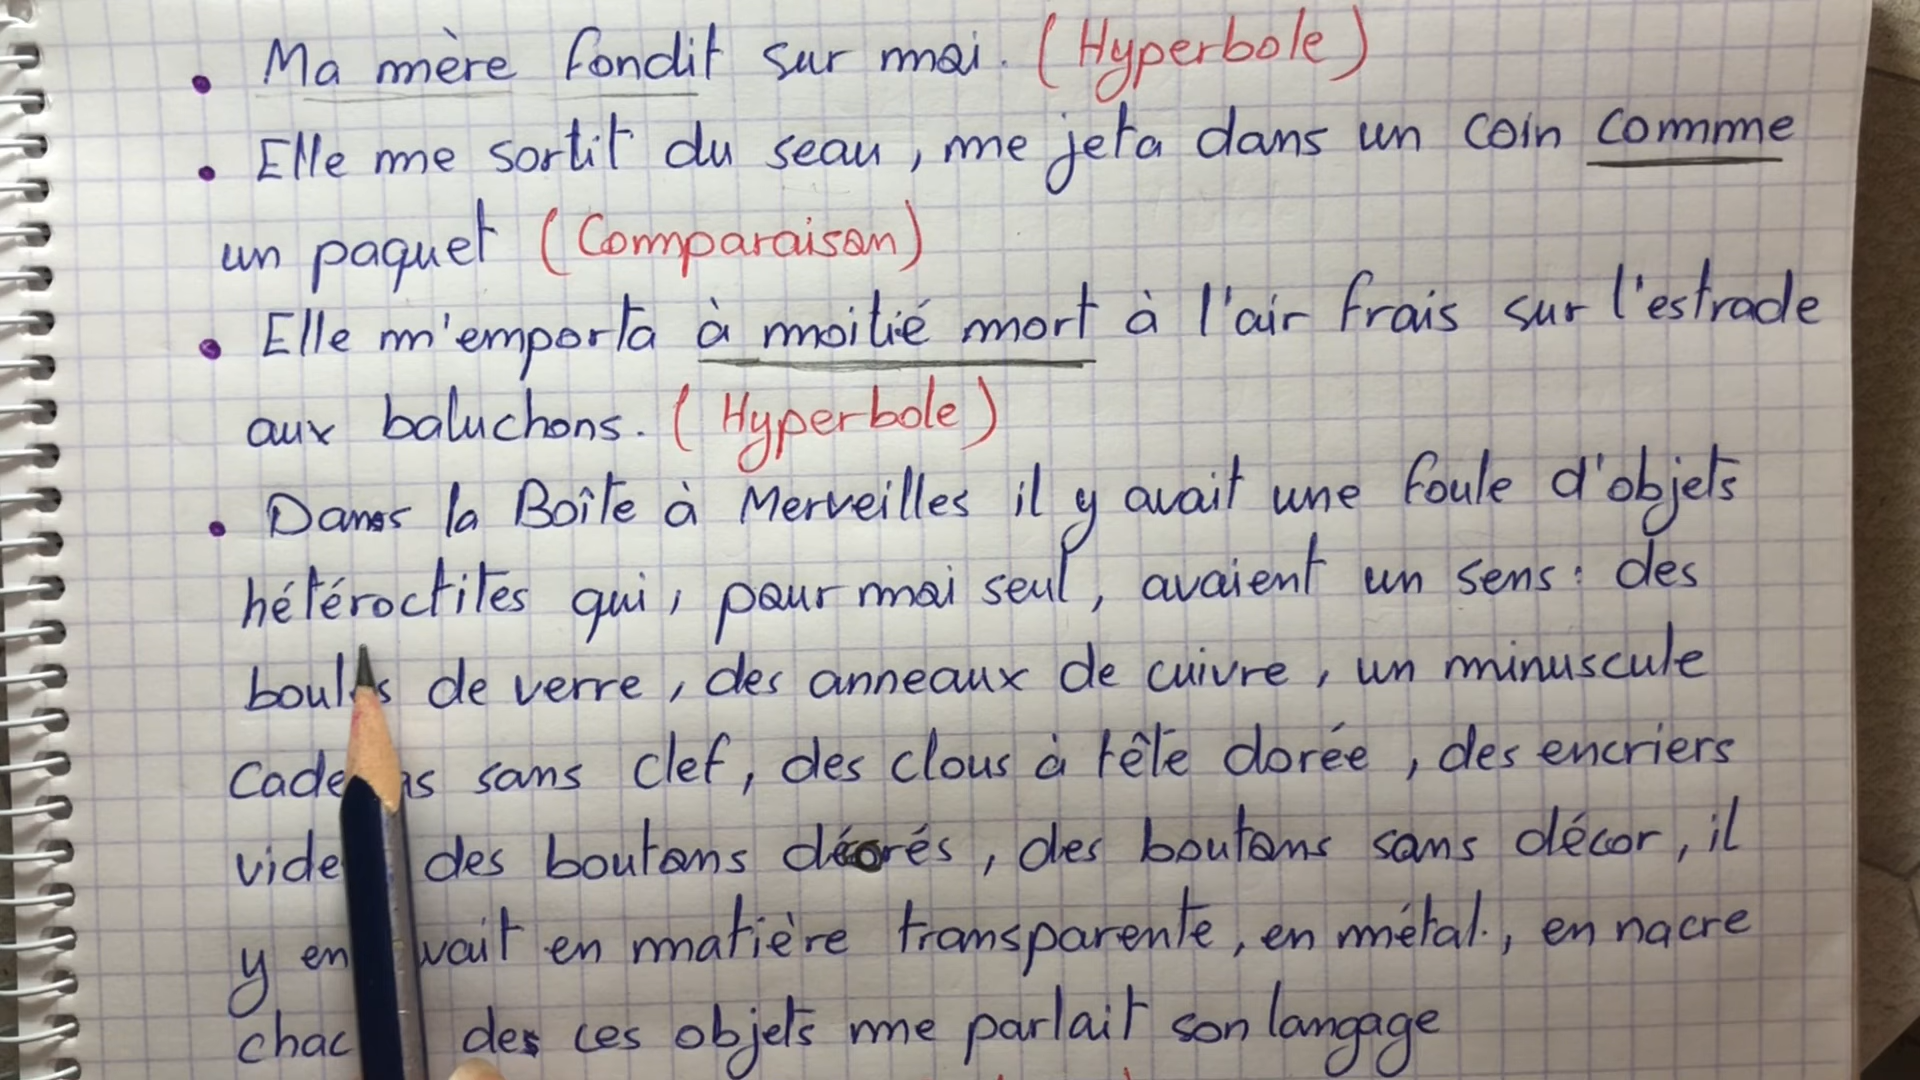 • Ma mère fondit sur moi. (Hyperbole)
• Elle me sortit du seau, me jeta dans un coin comme
un paquet (Comparaison)
• Elle m'emporta à moitié mort à l'air frais sur l'estrade
aux baluchons. (Hyperbole)
• Dans la Boîte à Merveilles il y avait une foule d'objets
hétéroctites qui, pour moi seul, avaient un sens : des
boules de verre, des anneaux de cuivre, un minuscule
sans clef, des clous à tête dorée, des encriers
des boutons décorés, des boutons sans décor, il
y en en matière transparente, en métal., en nacre
des ces objets me parlait son langage